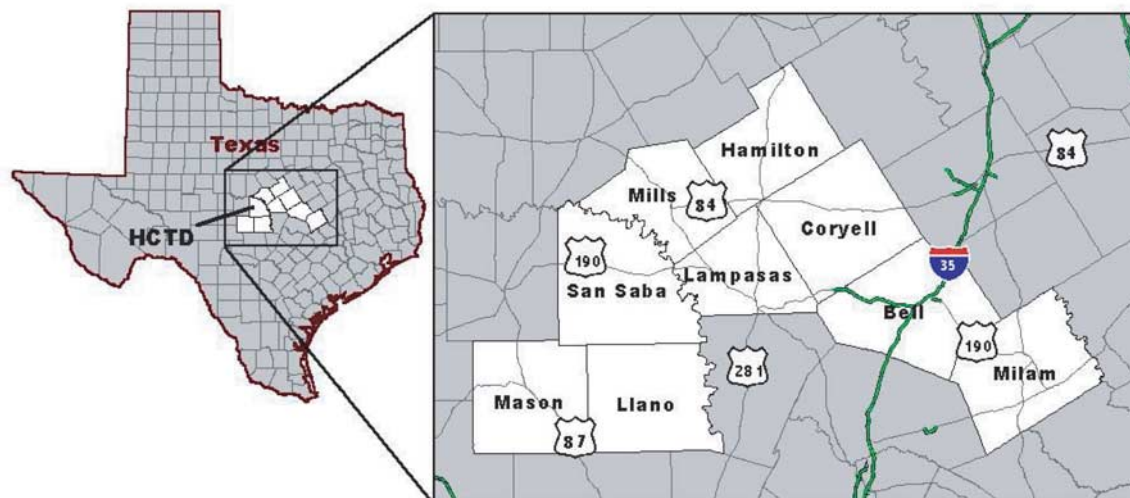 Texas
HCTD
Hamilton
84
Mills
84
Coryell
190
35
San Saba
Lampasas
Bell
190
281
Milam
Mason
Llano
87